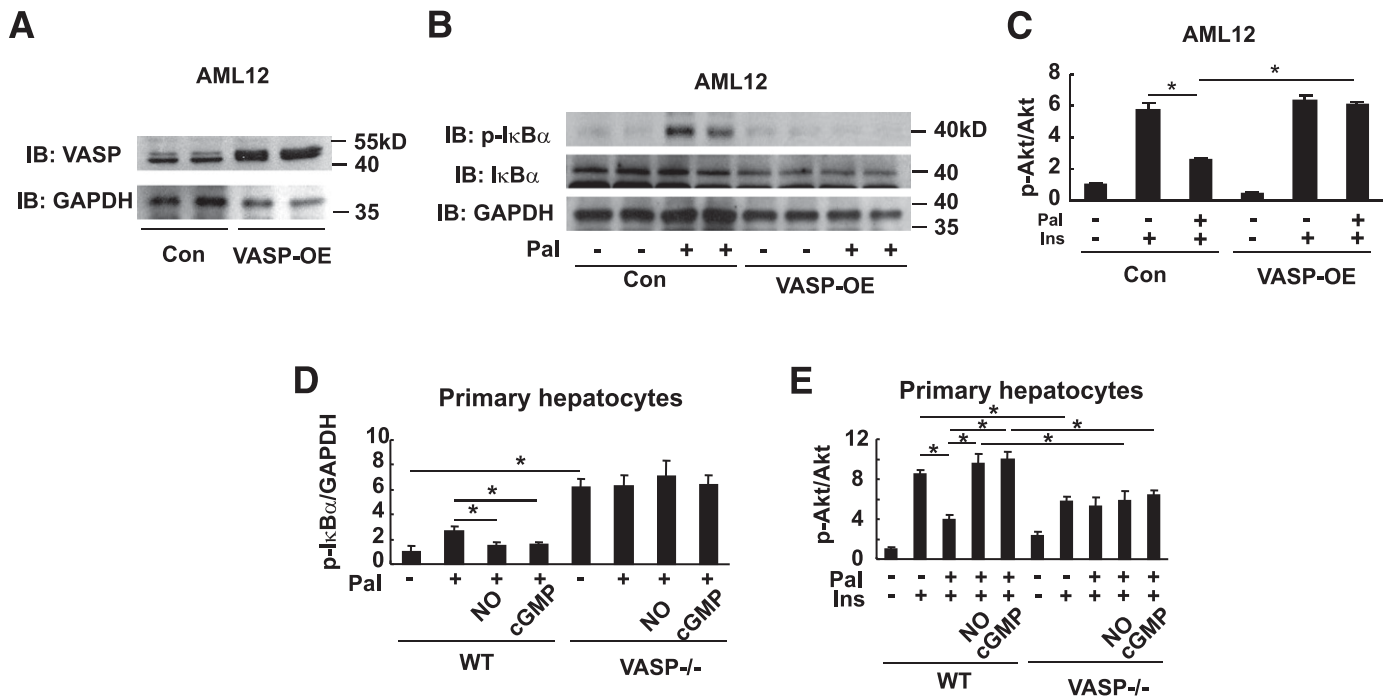 A
AML12
IB: VASP
55kD
40
IB: GAPDH
35
Con
VASP-OE
B
AML12
IB: p-IκBα
40kD
IB: IκBα
40
IB: GAPDH
40
35
Pal - - + + - - + +
Con
VASP-OE
C
AML12
p-Akt/Akt
8
6
4
2
0
* *
Pal + +
Ins - + + - + +
Con
VASP-OE
D
Primary hepatocytes
p-IκBα/GAPDH
10
8
6
4
2
0
*
*
*
Pal - + + + - + + +
NO cGMP NO cGMP
WT
VASP-/-
E
Primary hepatocytes
p-Akt/Akt
12
8
4
0
*
* *
* * *
Pal - + + + - + + +
Ins - + + + + - + + + +
NO cGMP NO cGMP
WT
VASP-/-